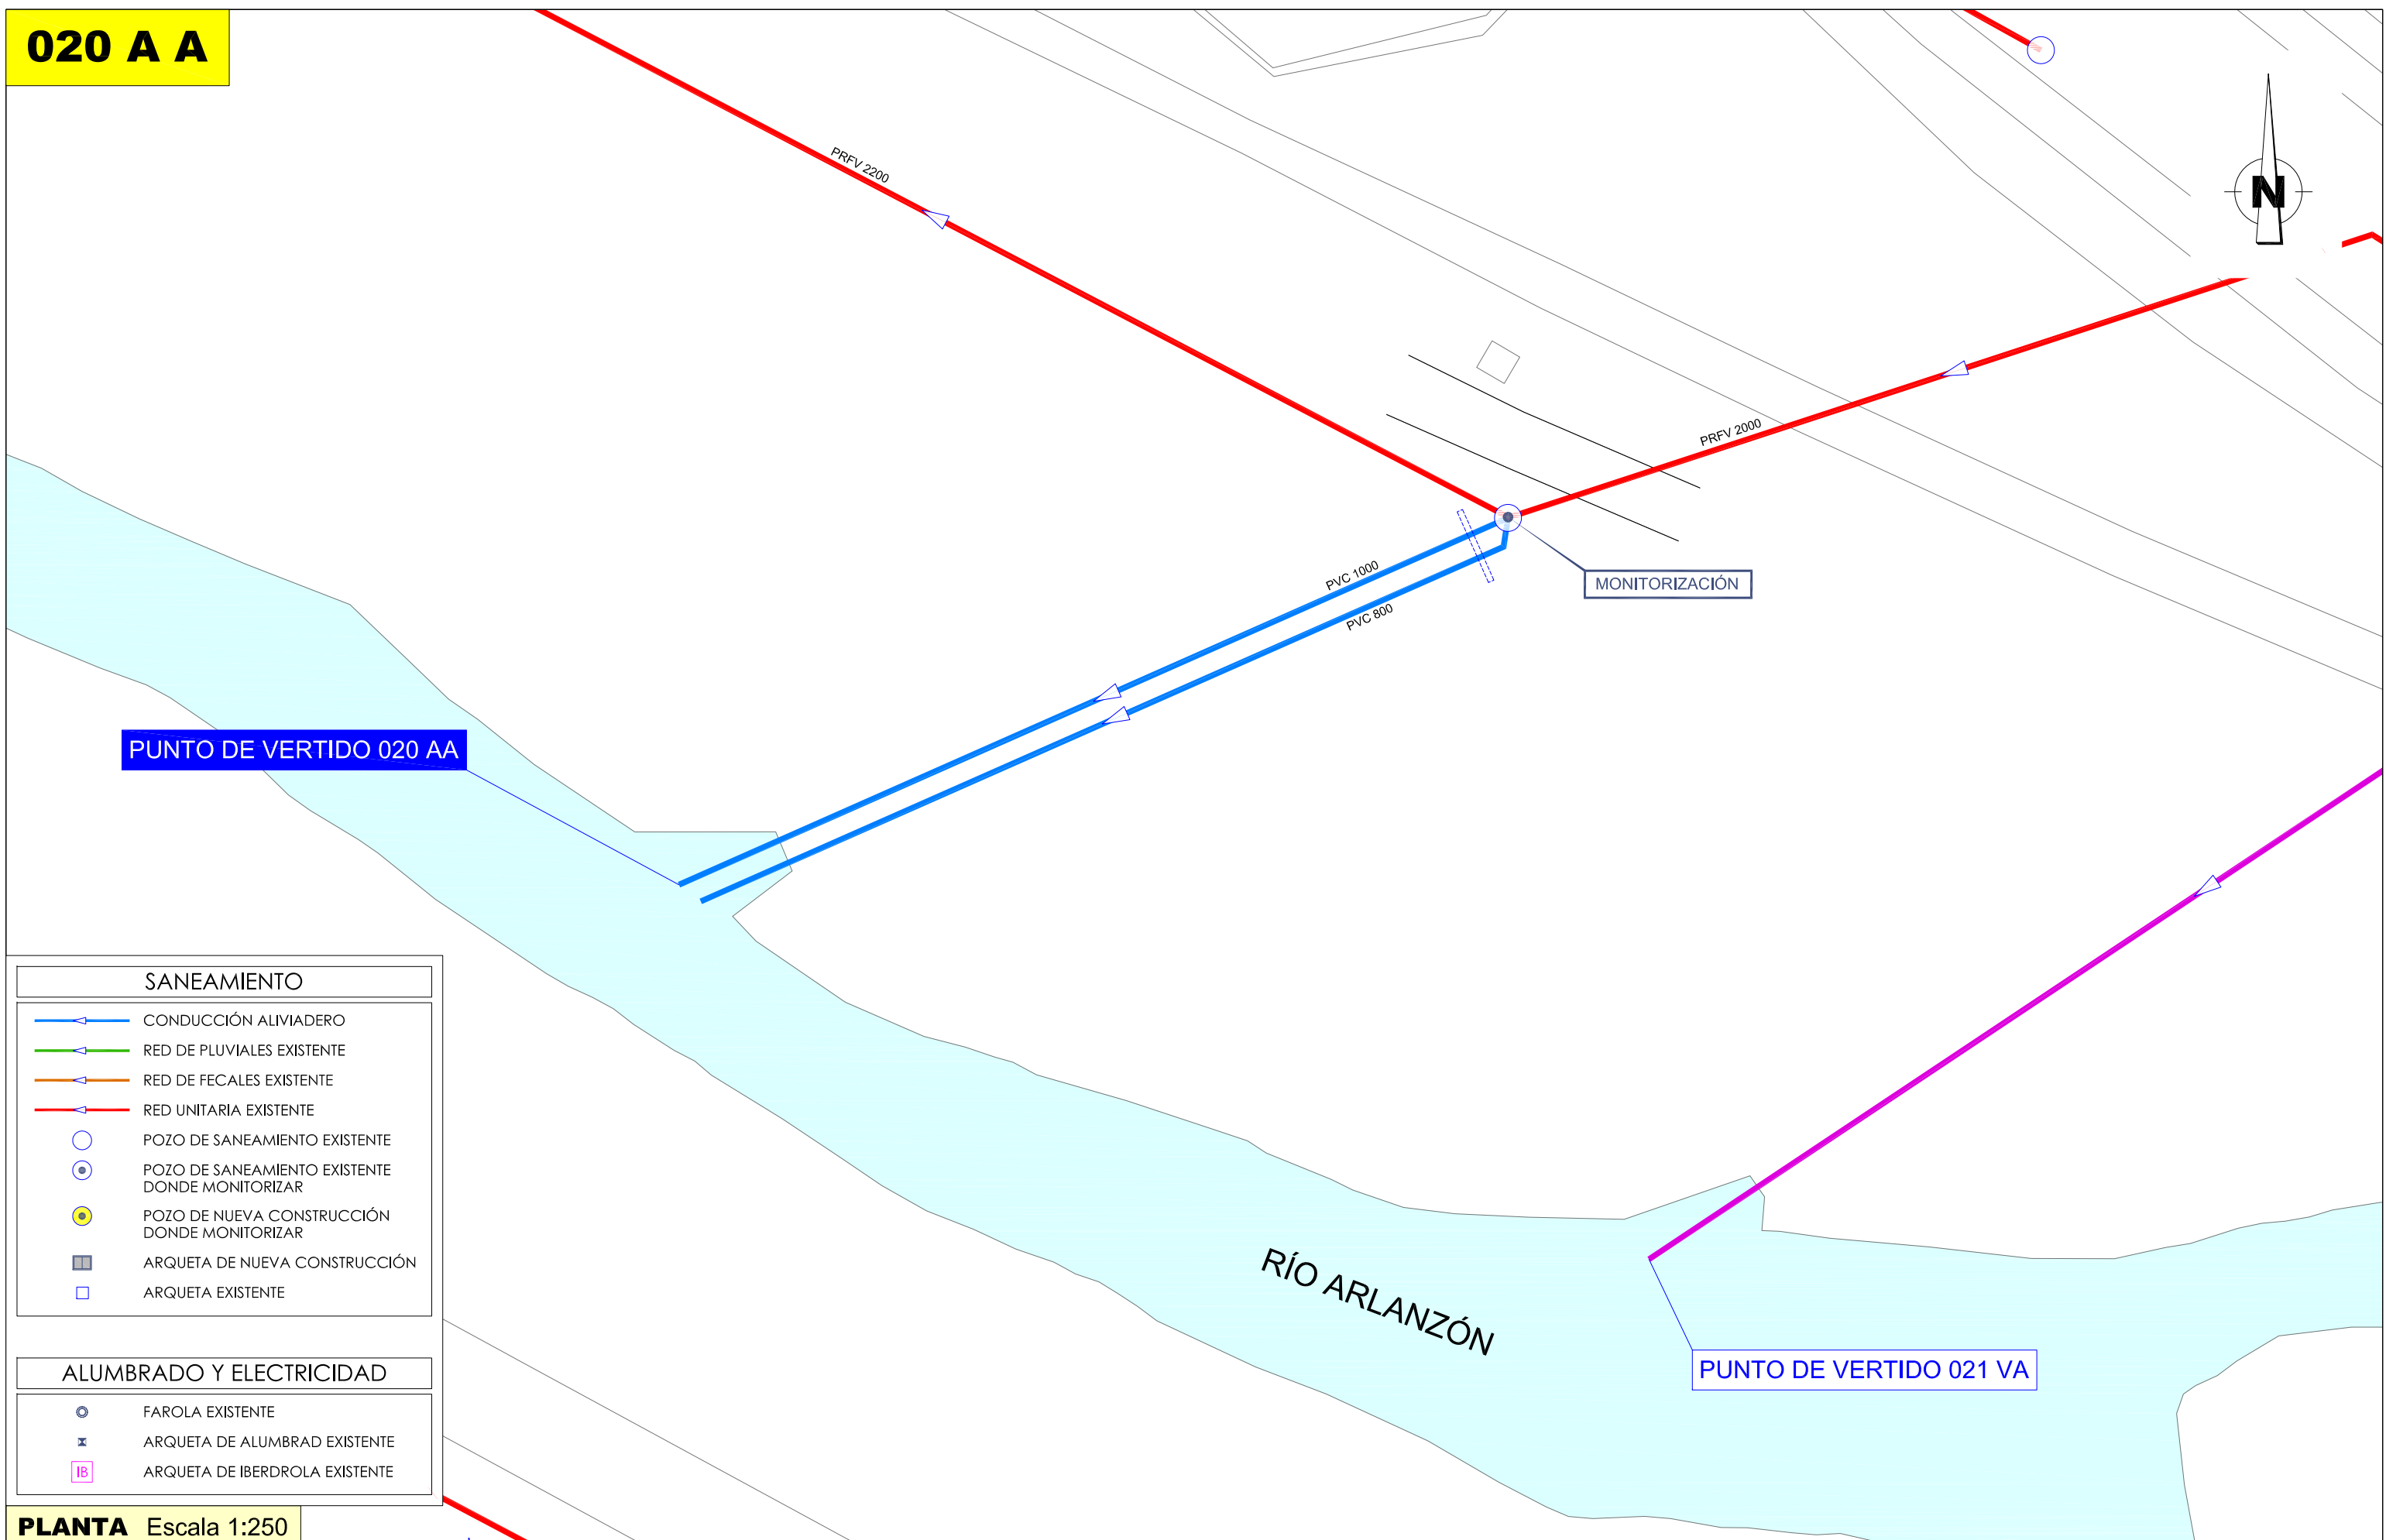 020 A A
PRFV 2200
N
PRFV 2000
PVC 1000
MONITORIZACIÓN
PVC 800
PUNTO DE VERTIDO 020 AA
SANEAMIENTO
CONDUCCIÓN ALIVIADERO
RED DE PLUVIALES EXISTENTE
RED DE FECALES EXISTENTE
RED UNITARIA EXISTENTE
POZO DE SANEAMIENTO EXISTENTE
POZO DE SANEAMIENTO EXISTENTE
DONDE MONITORIZAR
POZO DE NUEVA CONSTRUCCIÓN
DONDE MONITORIZAR
ARQUETA DE NUEVA CONSTRUCCIÓN
ARQUETA EXISTENTE
RÍO ARLANZÓN
PUNTO DE VERTIDO 021 VA
ALUMBRADO Y ELECTRICIDAD
FAROLA EXISTENTE
ARQUETA DE ALUMBRAD EXISTENTE
IB ARQUETA DE IBERDROLA EXISTENTE
PLANTA Escala 1:250